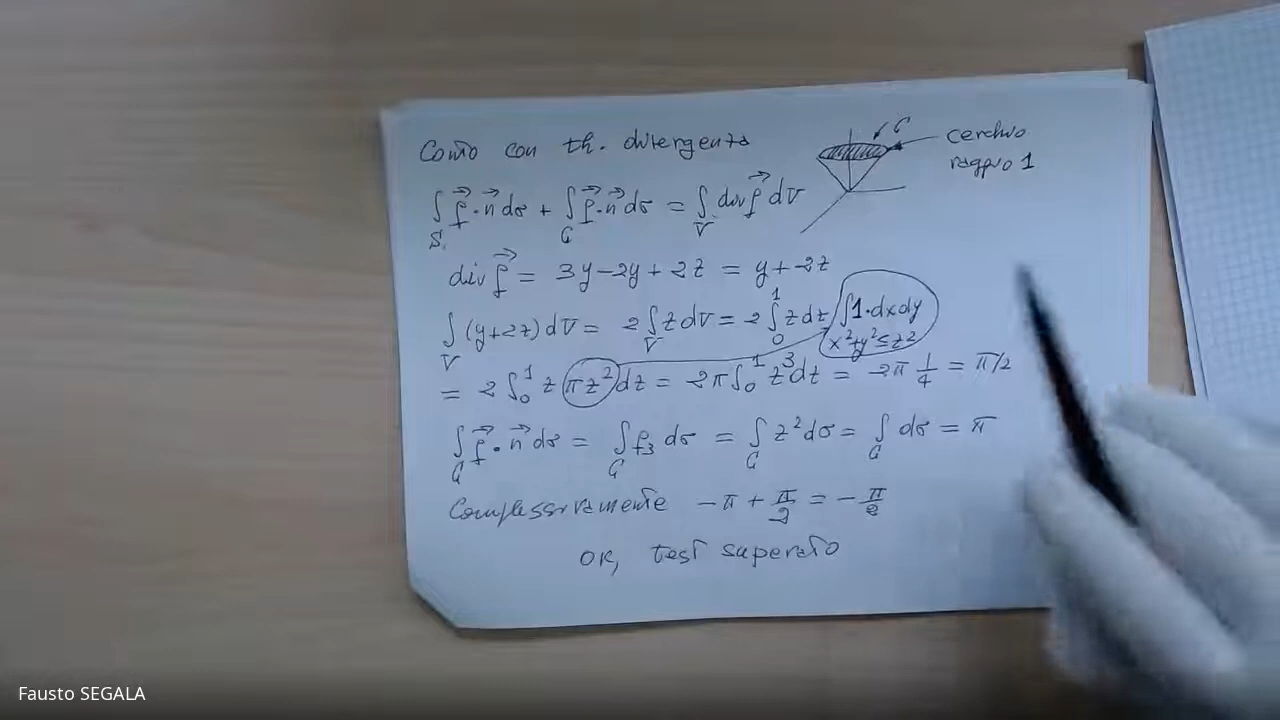 Conto con th. divergenza
∫_S f⃗·n⃗ dσ + ∫_C f⃗·n⃗ dσ = ∫_V div f⃗ dV
C
cerchio
raggio 1
div f⃗ = 3y-2y+2z = y+2z
∫_V (y+2z)dV = 2∫_V z dV = 2∫_0^1 z dz ∫∫ 1·dxdy
x²+y²≤z²
= 2∫_0^1 z πz² dz = 2π∫_0^1 z³dz = 2π 1/4 = π/2
∫_C f⃗·n⃗ dσ = ∫_C f₃ dσ = ∫_C z² dσ = ∫_C dσ = π
Complessivamente -π + π/2 = -π/2
OK, test superato
Fausto SEGALA